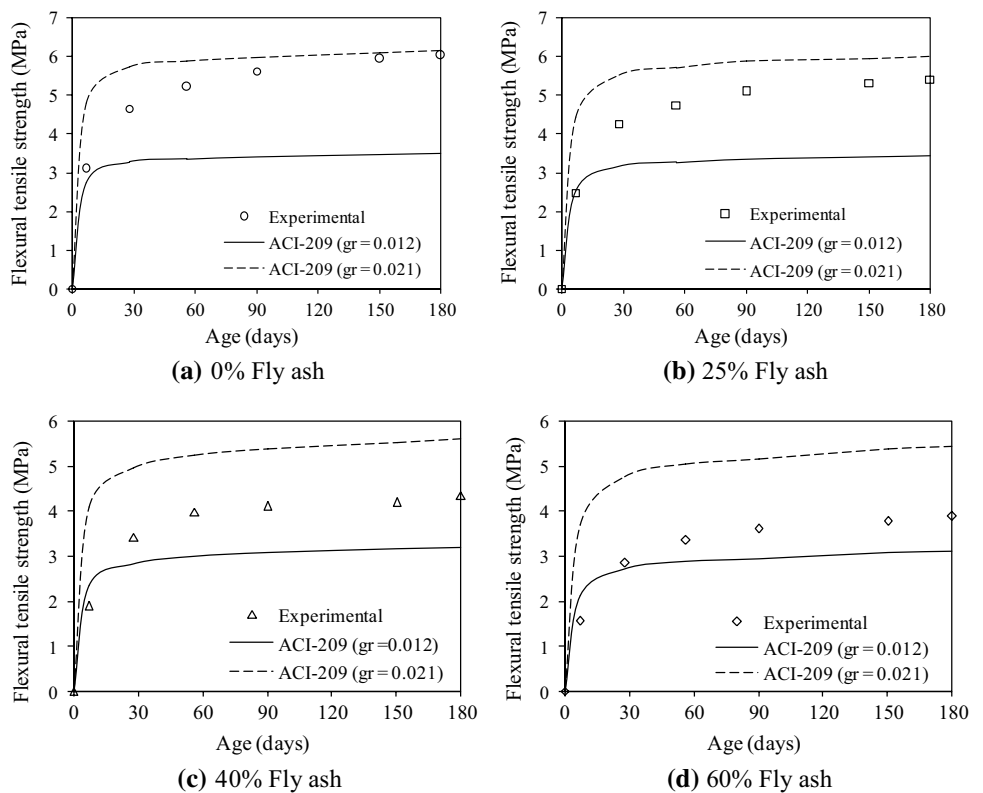 Flexural tensile strength (MPa)
7
6
5
4
3
2
1
0
Experimental
ACI-209 (gr = 0.012)
ACI-209 (gr = 0.021)
0 30 60 90 120 150 180
Age (days)
(a) 0% Fly ash
Flexural tensile strength (MPa)
7
6
5
4
3
2
1
0
Experimental
ACI-209 (gr = 0.012)
ACI-209 (gr = 0.021)
0 30 60 90 120 150 180
Age (days)
(b) 25% Fly ash
Flexural tensile strength (MPa)
6
5
4
3
2
1
0
Experimental
ACI-209 (gr =0.012)
ACI-209 (gr = 0.021)
0 30 60 90 120 150 180
Age (days)
(c) 40% Fly ash
Flexural tensile strength (MPa)
6
5
4
3
2
1
0
Experimental
ACI-209 (gr = 0.012)
ACI-209 (gr = 0.021)
0 30 60 90 120 150 180
Age (days)
(d) 60% Fly ash